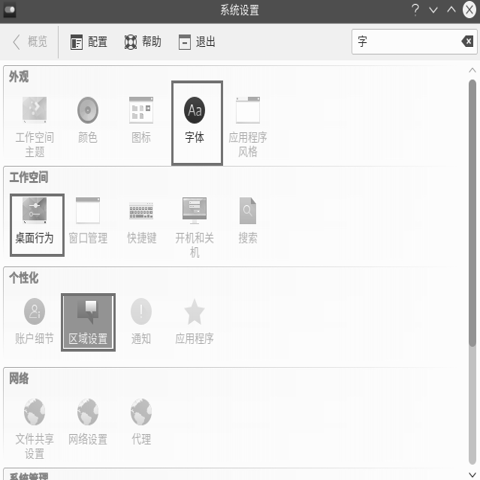 系统设置
概览 配置 帮助 退出 字
外观
工作空间主题 颜色 图标 字体 应用程序风格
工作空间
桌面行为 窗口管理 快捷键 开机和关机 搜索
个性化
账户细节 区域设置 通知 应用程序
网络
文件共享设置 网络设置 代理
系统管理